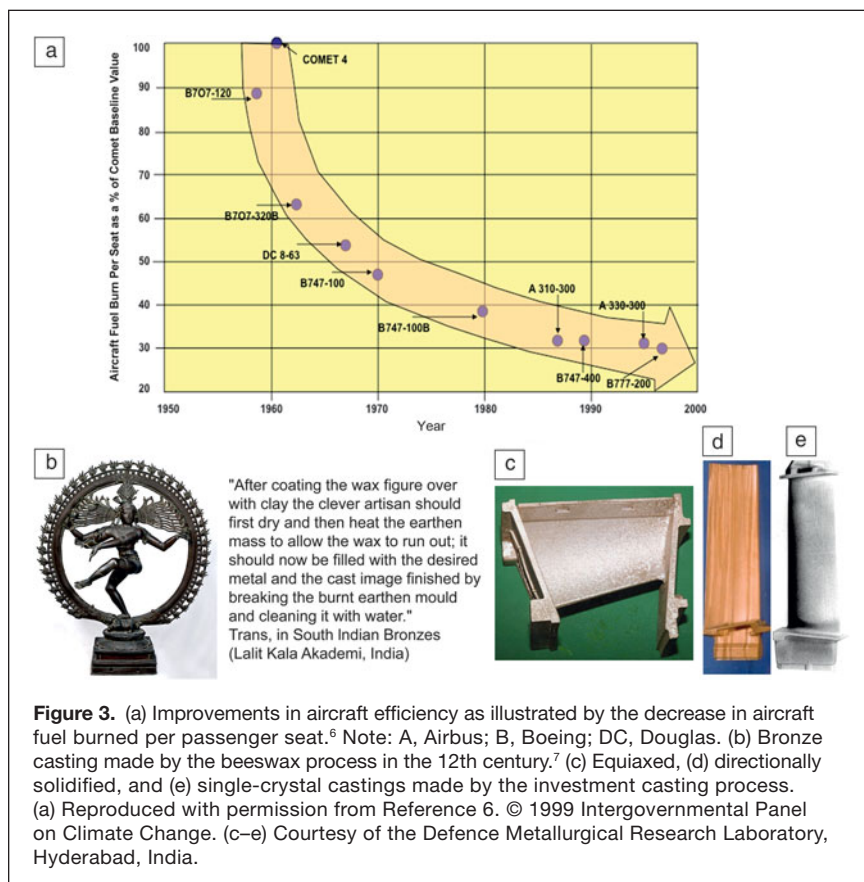 a
Aircraft Fuel Burn Per Seat as a % of Comet Baseline Value
100
90
80
70
60
50
40
30
20
COMET 4
B7O7-120
B7O7-320B
DC 8-63
B747-100
B747-100B
A 310-300
A 330-300
B747-400
B777-200
1950
1960
1970
1980
1990
2000
Year
b
"After coating the wax figure over
with clay the clever artisan should
first dry and then heat the earthen
mass to allow the wax to run out; it
should now be filled with the desired
metal and the cast image finished by
breaking the burnt earthen mould
and cleaning it with water."
Trans, in South Indian Bronzes
(Lalit Kala Akademi, India)
c
d
e
Figure 3. (a) Improvements in aircraft efficiency as illustrated by the decrease in aircraft
fuel burned per passenger seat.6 Note: A, Airbus; B, Boeing; DC, Douglas. (b) Bronze
casting made by the beeswax process in the 12th century.7 (c) Equiaxed, (d) directionally
solidified, and (e) single-crystal castings made by the investment casting process.
(a) Reproduced with permission from Reference 6. © 1999 Intergovernmental Panel
on Climate Change. (c–e) Courtesy of the Defence Metallurgical Research Laboratory,
Hyderabad, India.